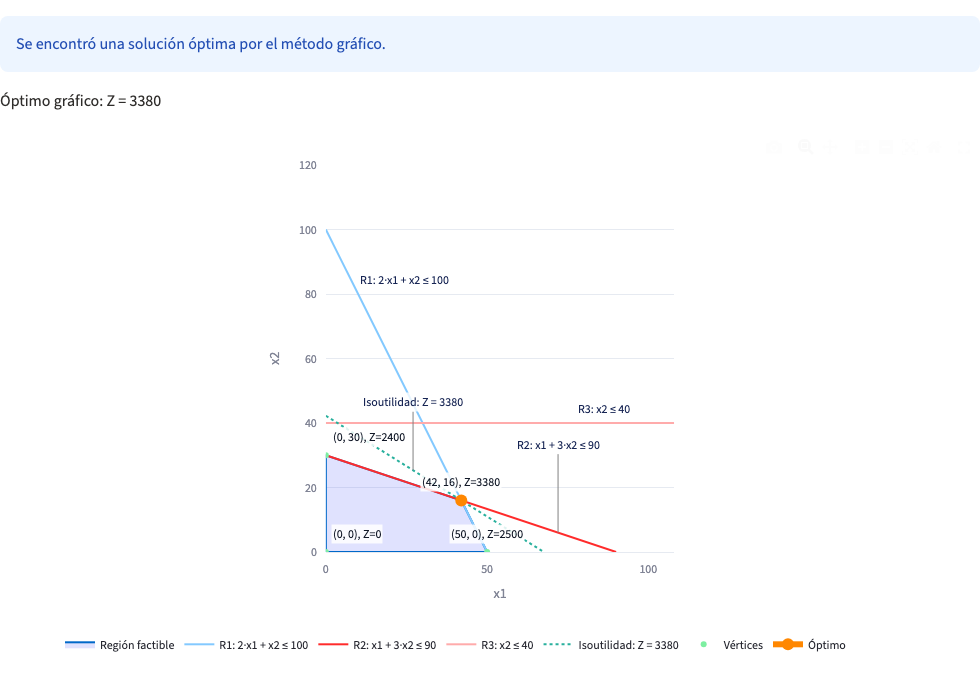 Se encontró una solución óptima por el método gráfico.
Óptimo gráfico: Z = 3380
120
100
R1: 2·x1 + x2 ≤ 100
80
x2
60
Isoutilidad: Z = 3380
R3: x2 ≤ 40
40
(0, 30), Z=2400
R2: x1 + 3·x2 ≤ 90
(42, 16), Z=3380
20
(0, 0), Z=0
(50, 0), Z=2500
0
0
50
100
x1
Región factible
R1: 2·x1 + x2 ≤ 100
R2: x1 + 3·x2 ≤ 90
R3: x2 ≤ 40
Isoutilidad: Z = 3380
Vértices
Óptimo